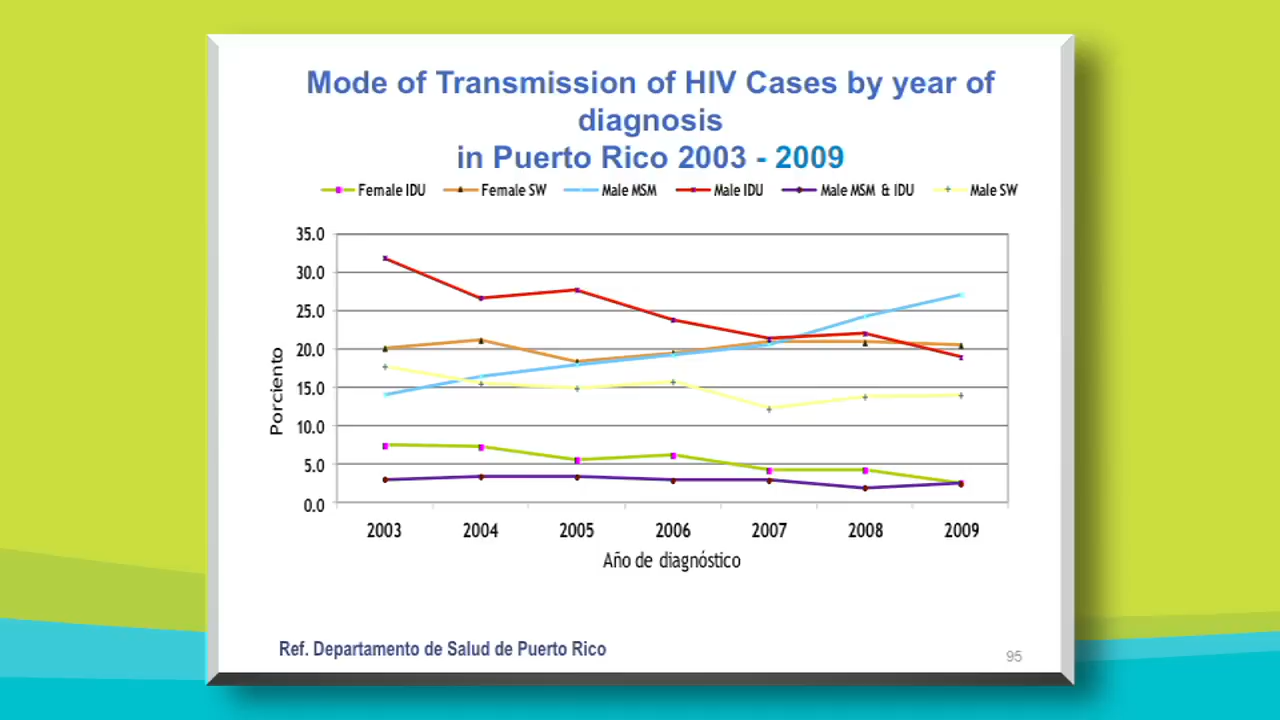 Mode of Transmission of HIV Cases by year of
diagnosis
in Puerto Rico 2003 - 2009
Female IDU Female SW Male MSM Male IDU Male MSM & IDU Male SW
35.0
30.0
25.0
20.0
15.0
10.0
5.0
0.0
Porciento
2003 2004 2005 2006 2007 2008 2009
Año de diagnóstico
Ref. Departamento de Salud de Puerto Rico
95